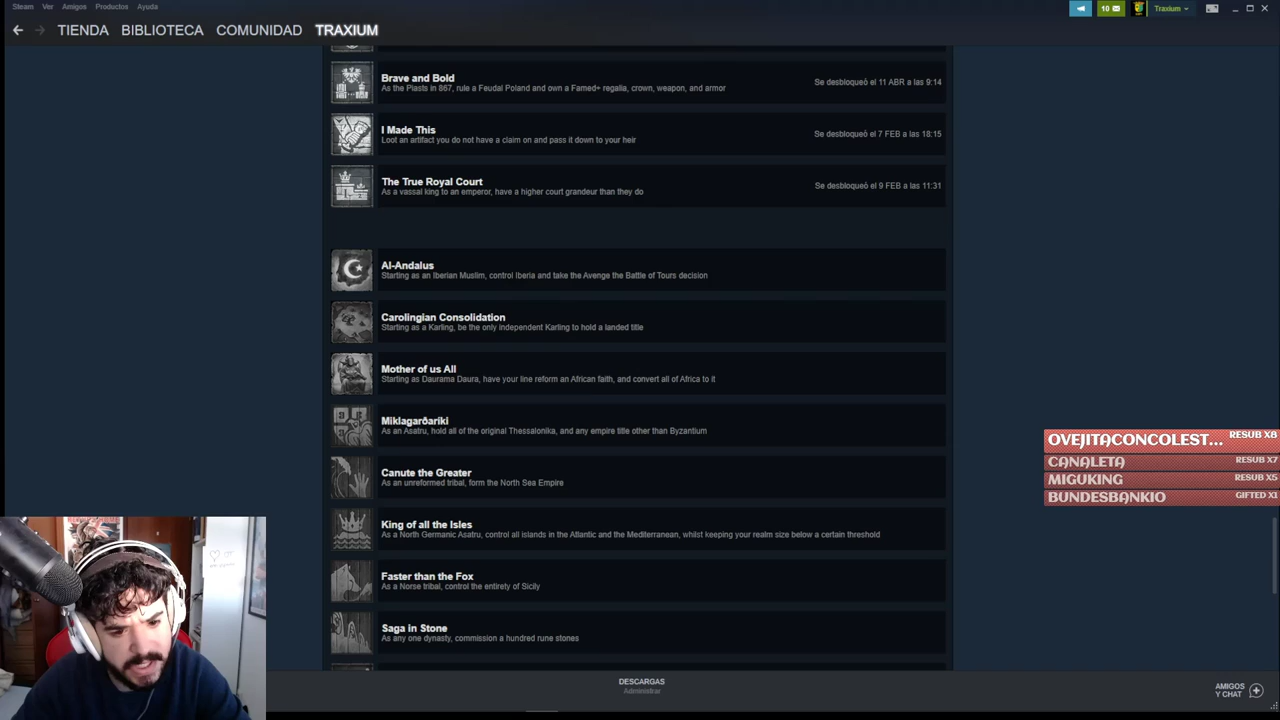 Steam Ver Amigos Productos Ayuda
10
Traxium
TIENDA BIBLIOTECA COMUNIDAD TRAXIUM
Brave and Bold
As the Piasts in 867, rule a Feudal Poland and own a Famed+ regalia, crown, weapon, and armor
Se desbloqueó el 11 ABR a las 9:14
I Made This
Loot an artifact you do not have a claim on and pass it down to your heir
Se desbloqueó el 7 FEB a las 18:15
The True Royal Court
As a vassal king to an emperor, have a higher court grandeur than they do
Se desbloqueó el 9 FEB a las 11:31
Al-Andalus
Starting as an Iberian Muslim, control Iberia and take the Avenge the Battle of Tours decision
Carolingian Consolidation
Starting as a Karling, be the only independent Karling to hold a landed title
Mother of us All
Starting as Daurama Daura, have your line reform an African faith, and convert all of Africa to it
Miklagarðariki
As an Asatru, hold all of the original Thessalonika, and any empire title other than Byzantium
Canute the Greater
As an unreformed tribal, form the North Sea Empire
King of all the Isles
As a North Germanic Asatru, control all islands in the Atlantic and the Mediterranean, whilst keeping your realm size below a certain threshold
Faster than the Fox
As a Norse tribal, control the entirety of Sicily
Saga in Stone
As any one dynasty, commission a hundred rune stones
OVEJITACONCOLEST... RESUB X8
CANALETA RESUB X7
MIGUKING RESUB X5
BUNDESBANKIO GIFTED X1
DESCARGAS
Administrar
AMIGOS
Y CHAT